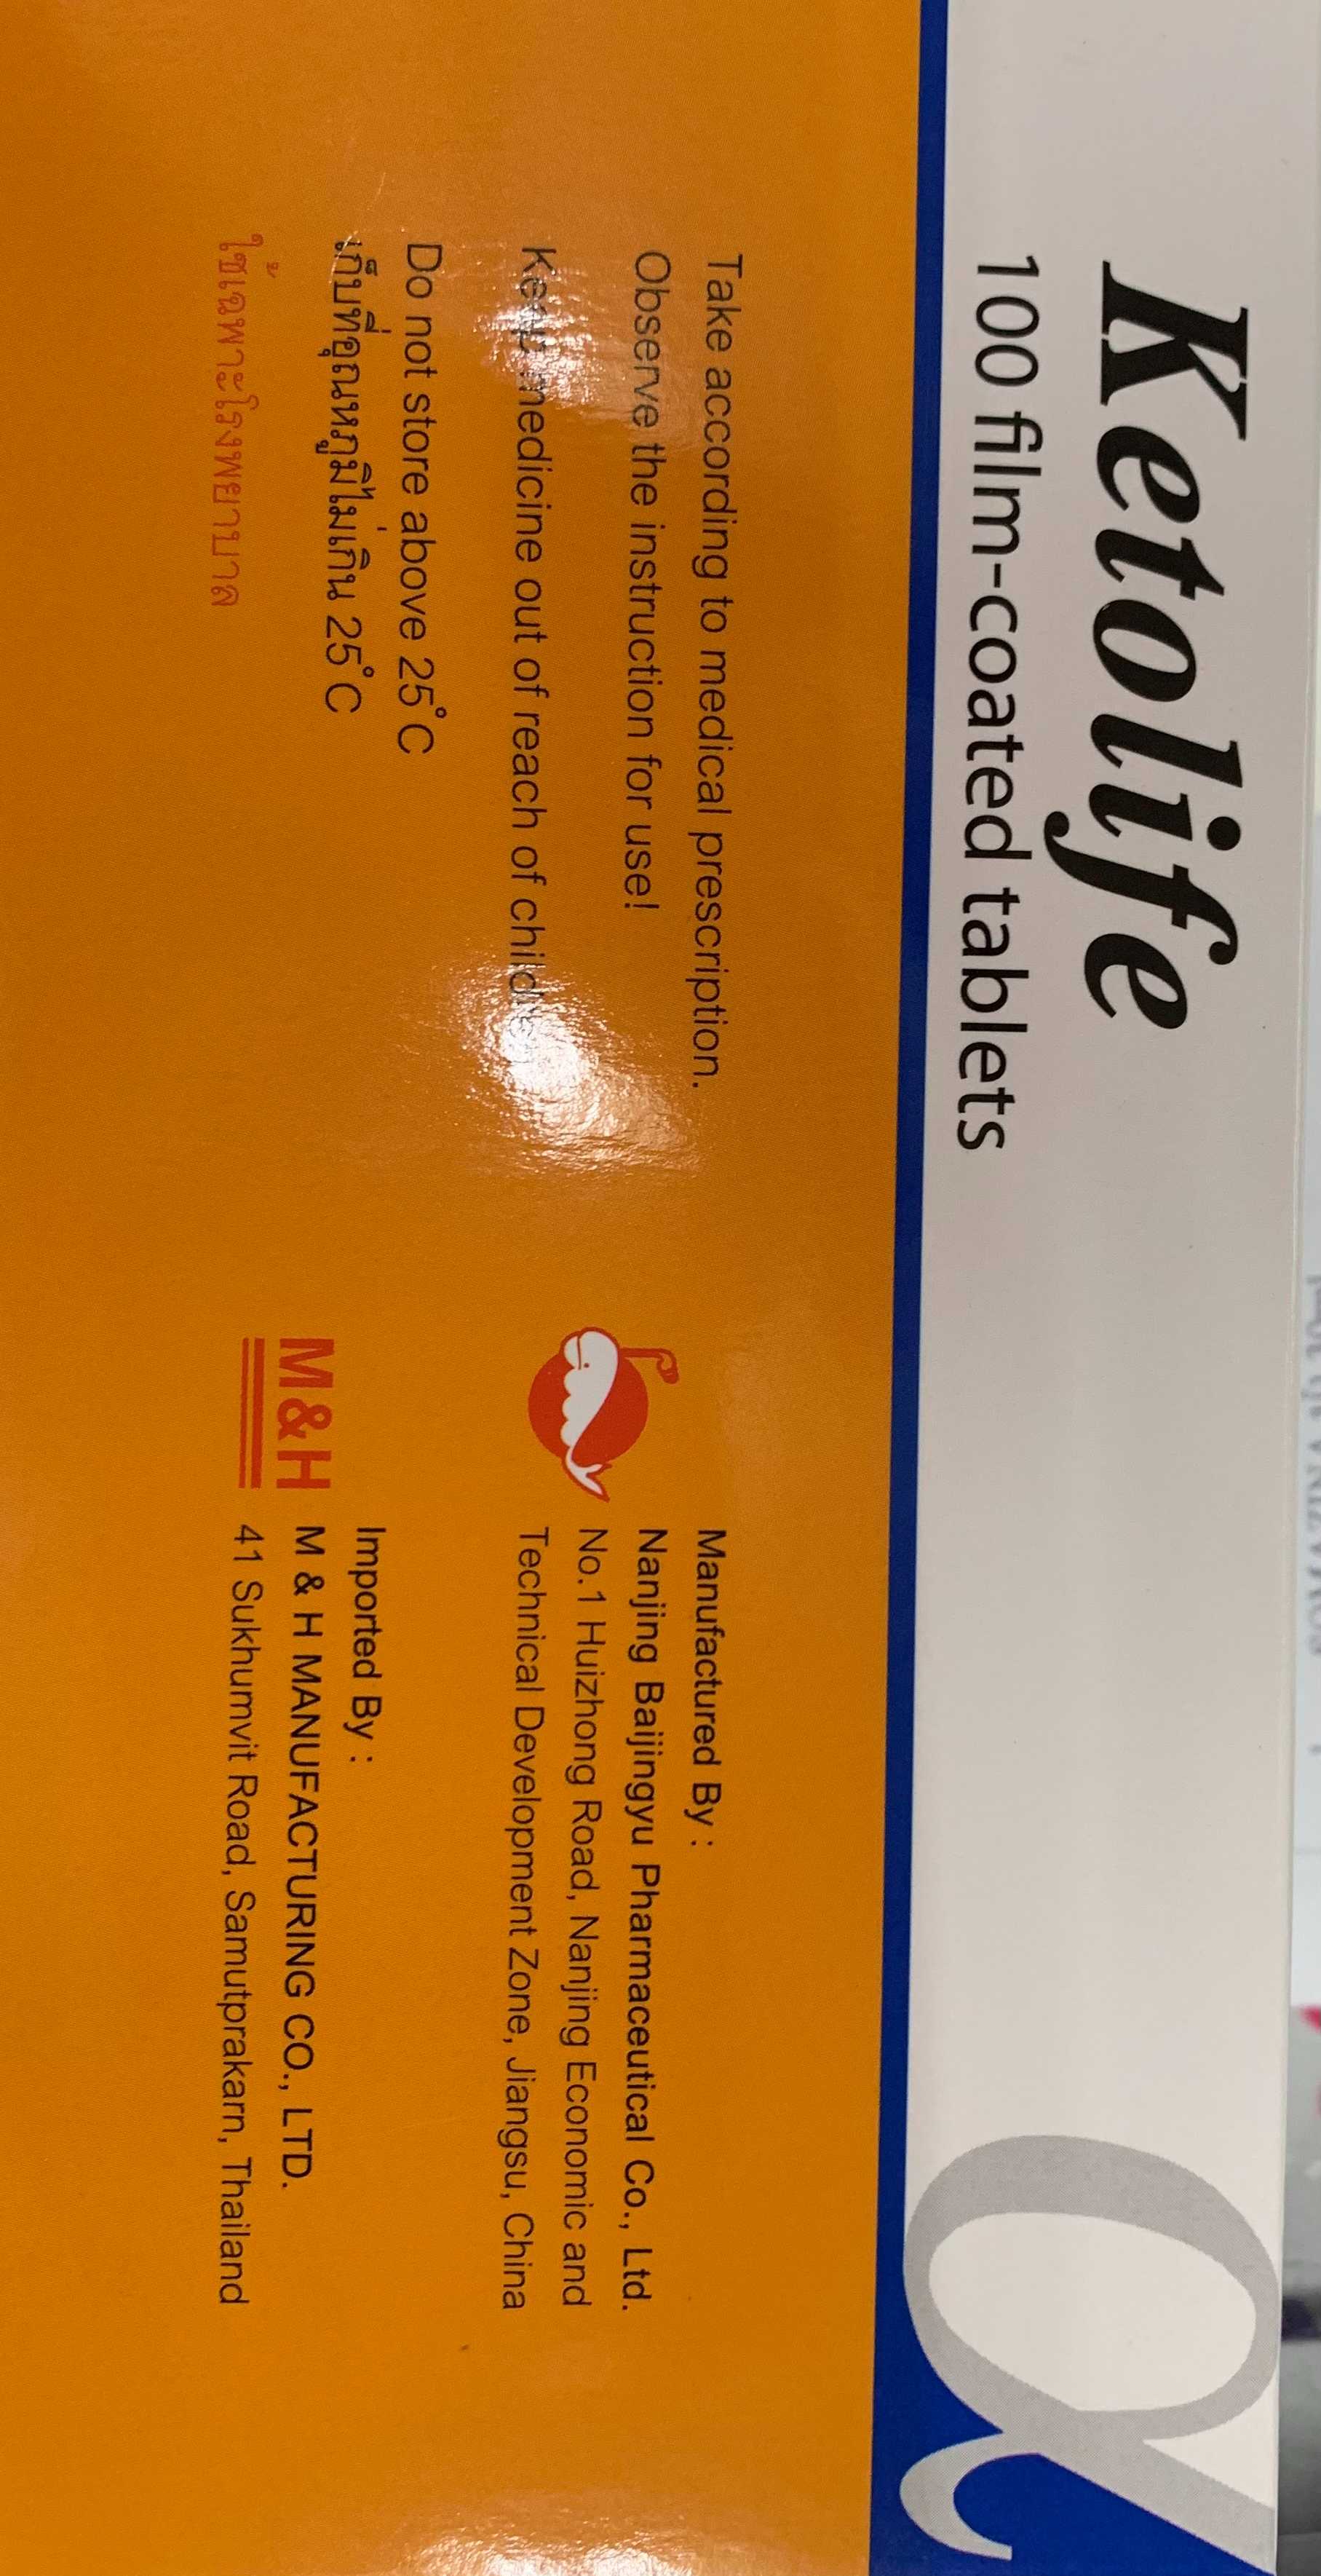 Ketolife
100 film-coated tablets
α
Take according to medical prescription.
Observe the instruction for use!
Keep medicine out of reach of
Do not store above 25°C
เก็บที่อุณหภูมิไม่เกิน 25°C
ใช้เฉพาะโรงพยาบาล
Manufactured By :
Nanjing Baijingyu Pharmaceutical Co., Ltd.
No.1 Huizhong Road, Nanjing Economic and
Technical Development Zone, Jiangsu, China
M&H
Imported By :
M & H MANUFACTURING CO., LTD.
41 Sukhumvit Road, Samutprakarn, Thailand